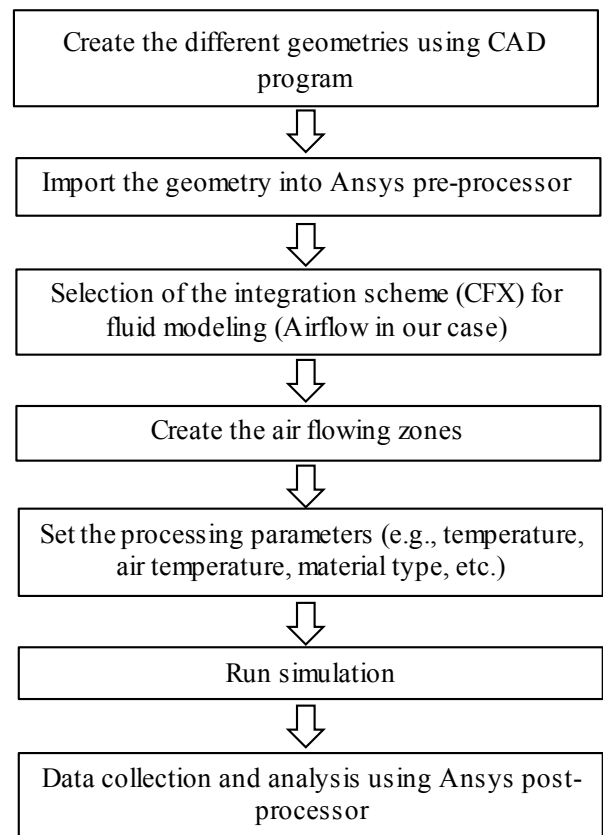 Create the different geometries using CAD
program
Import the geometry into Ansys pre-processor
Selection of the integration scheme (CFX) for
fluid modeling (Airflow in our case)
Create the air flowing zones
Set the processing parameters (e.g., temperature,
air temperature, material type, etc.)
Run simulation
Data collection and analysis using Ansys post-
processor